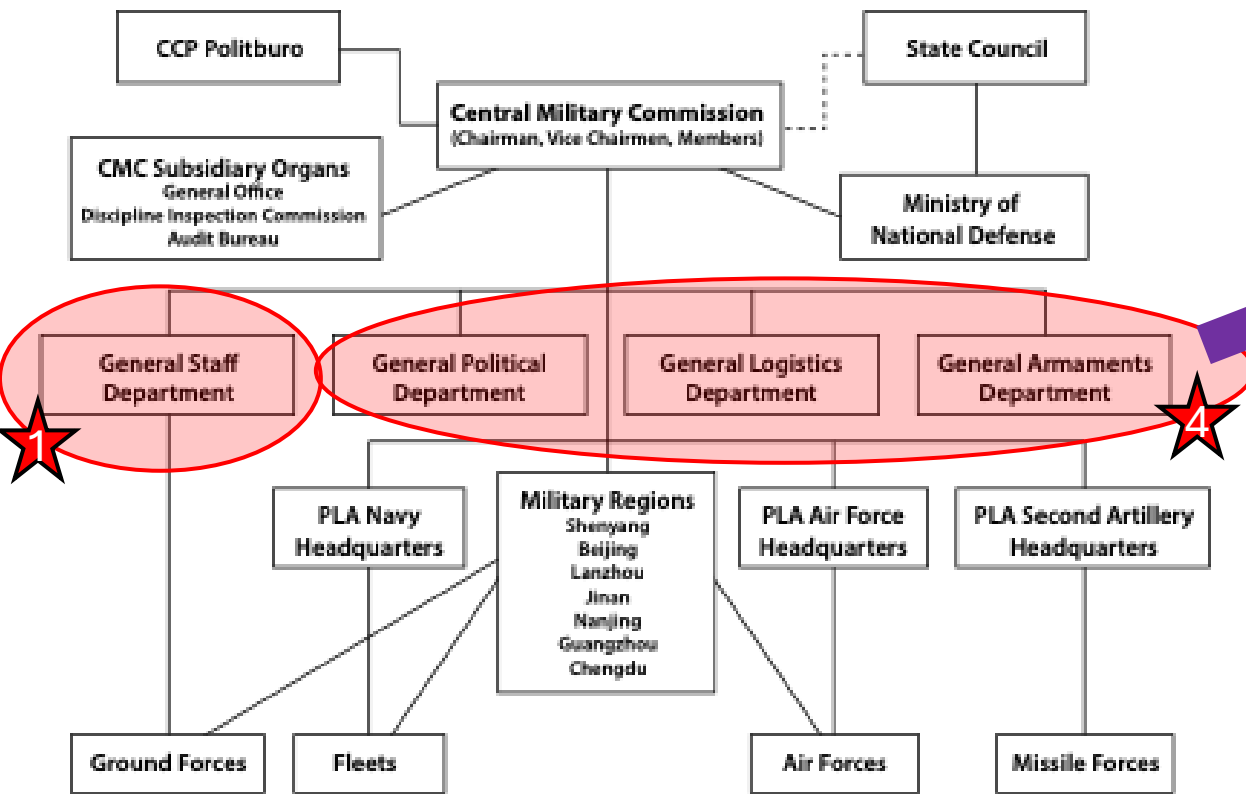 CCP Politburo
State Council
Central Military Commission
(Chairman, Vice Chairmen, Members)
CMC Subsidiary Organs
General Office
Discipline Inspection Commission
Audit Bureau
Ministry of
National Defense
General Staff
Department
1
General Political
Department
General Logistics
Department
General Armaments
Department
4
PLA Navy
Headquarters
Military Regions
Shenyang
Beijing
Lanzhou
Jinan
Nanjing
Guangzhou
Chengdu
PLA Air Force
Headquarters
PLA Second Artillery
Headquarters
Ground Forces
Fleets
Air Forces
Missile Forces